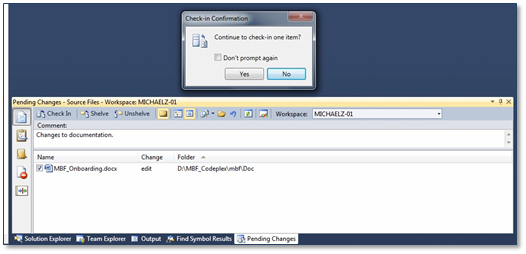 Check-in Confirmation
Continue to check-in one item?
Don't prompt again
Yes No
Pending Changes - Source Files - Workspace: MICHAELZ-01
Check In Shelve Unshelve Workspace: MICHAELZ-01
Comment:
Changes to documentation.
Name Change Folder
MBF_Onboarding.docx edit D:\MBF_Codeplex\mbf\Doc
Solution Explorer Team Explorer Output Find Symbol Results Pending Changes